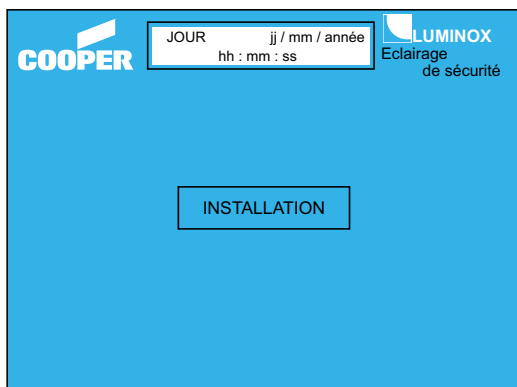 COOPER
JOUR jj / mm / année
hh : mm : ss
LUMINOX
Eclairage
de sécurité
INSTALLATION